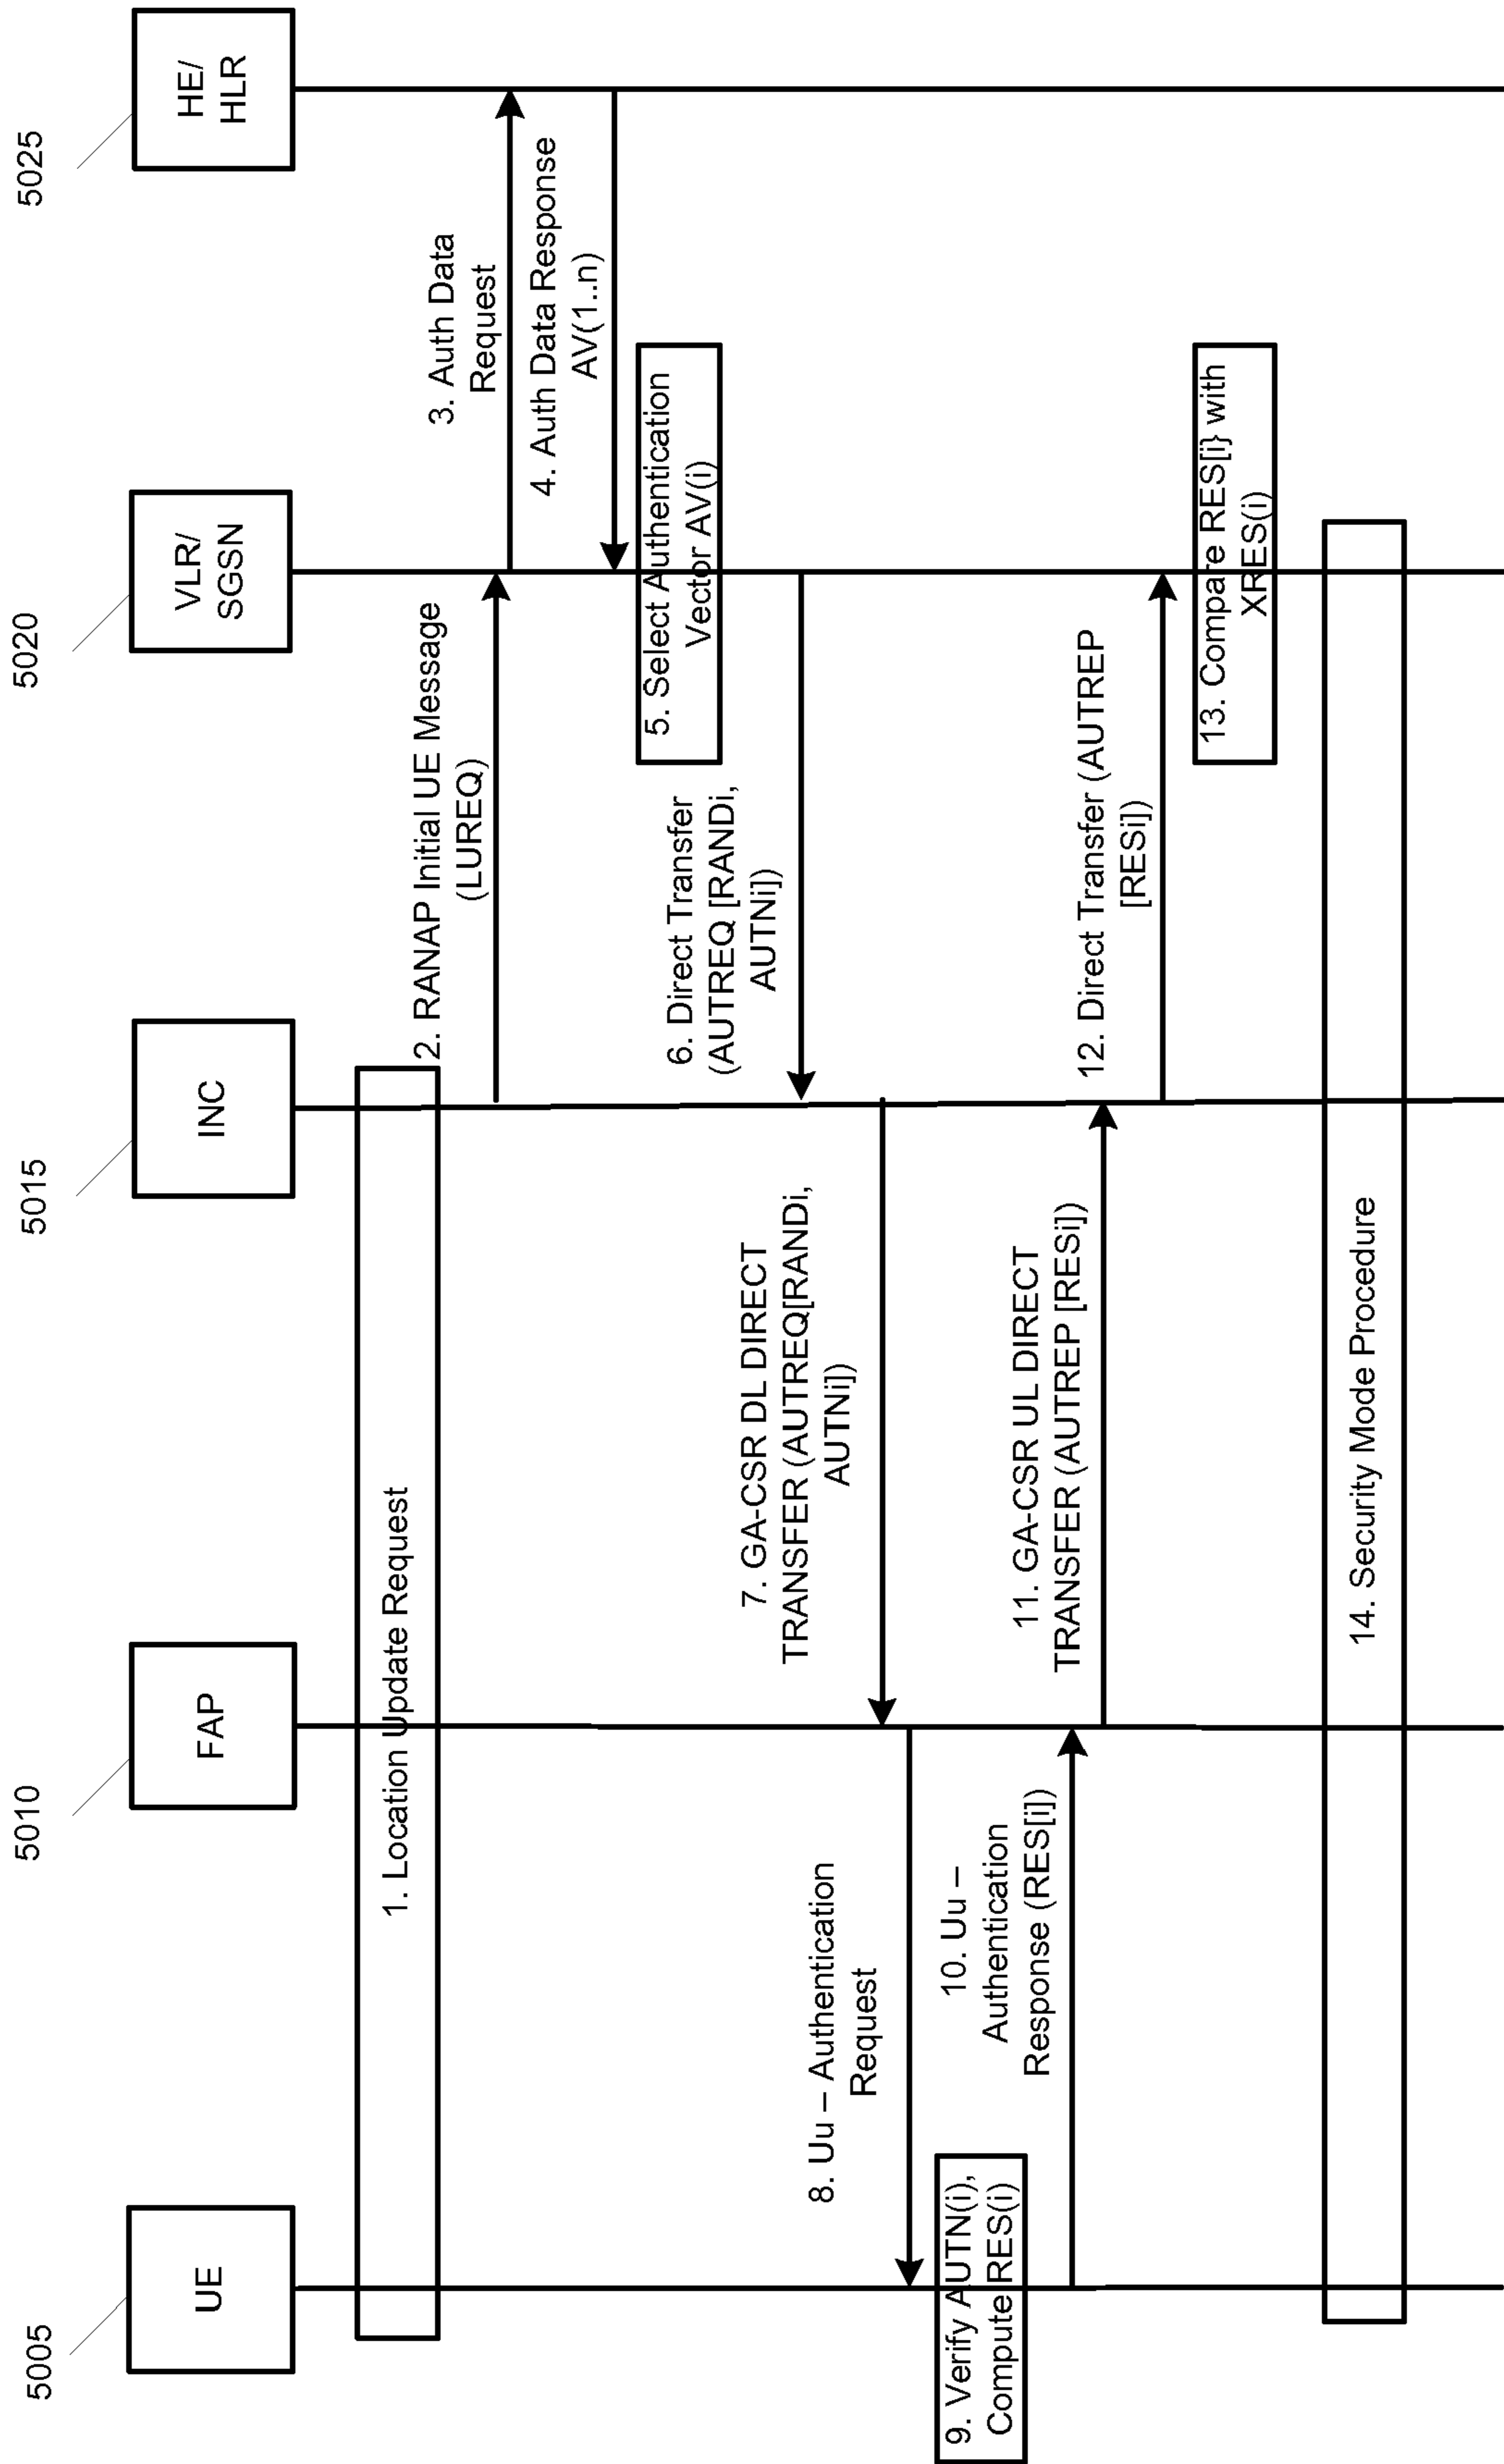 5005
5010
5015
5020
5025
UE
FAP
INC
VLR/
SGSN
HE/
HLR
1. Location Update Request
2. RANAP Initial UE Message
(LUREQ)
3. Auth Data
Request
4. Auth Data Response
AV(1..n)
5. Select Authentication
Vector AV(i)
6. Direct Transfer
(AUTREQ [RANDi,
AUTNi])
7. GA-CSR DL DIRECT
TRANSFER (AUTREQ[RANDi,
AUTNi])
8. Uu – Authentication
Request
9. Verify AUTN(i),
Compute RES(i)
10. Uu –
Authentication
Response (RES[i])
11. GA-CSR UL DIRECT
TRANSFER (AUTREP [RESi])
12. Direct Transfer (AUTREP
[RESi])
13. Compare RES[i} with
XRES(i)
14. Security Mode Procedure